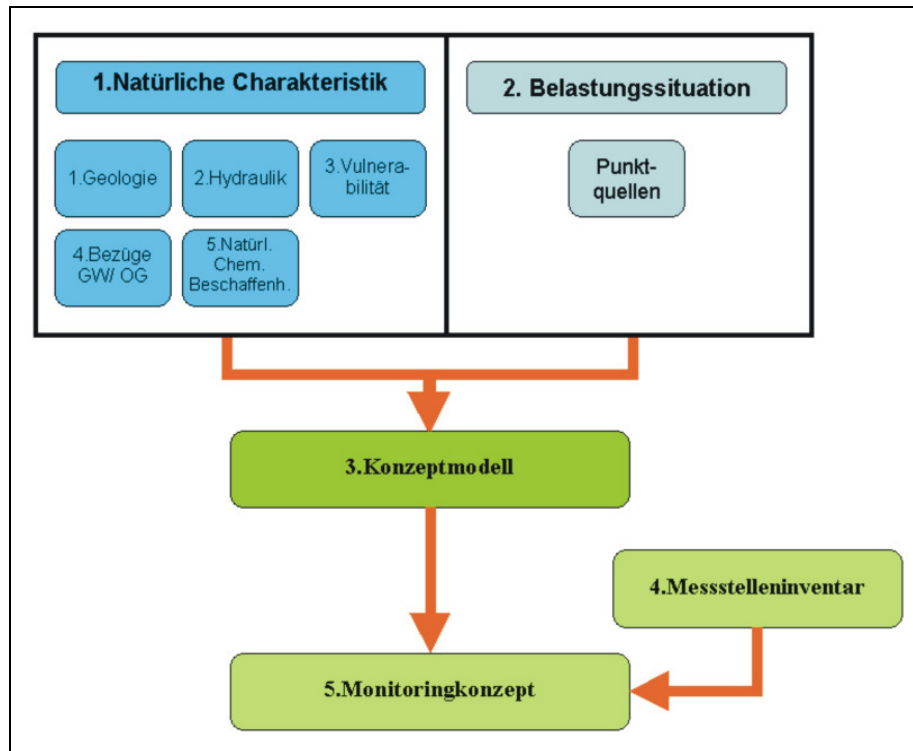 1.Natürliche Charakteristik
2. Belastungssituation
1.Geologie
2.Hydraulik
3.Vulnera-
bilität
4.Bezüge
GW/ OG
5.Natürl.
Chem.
Beschaffenh.
Punkt-
quellen
3.Konzeptmodell
4.Messstelleninventar
5.Monitoringkonzept